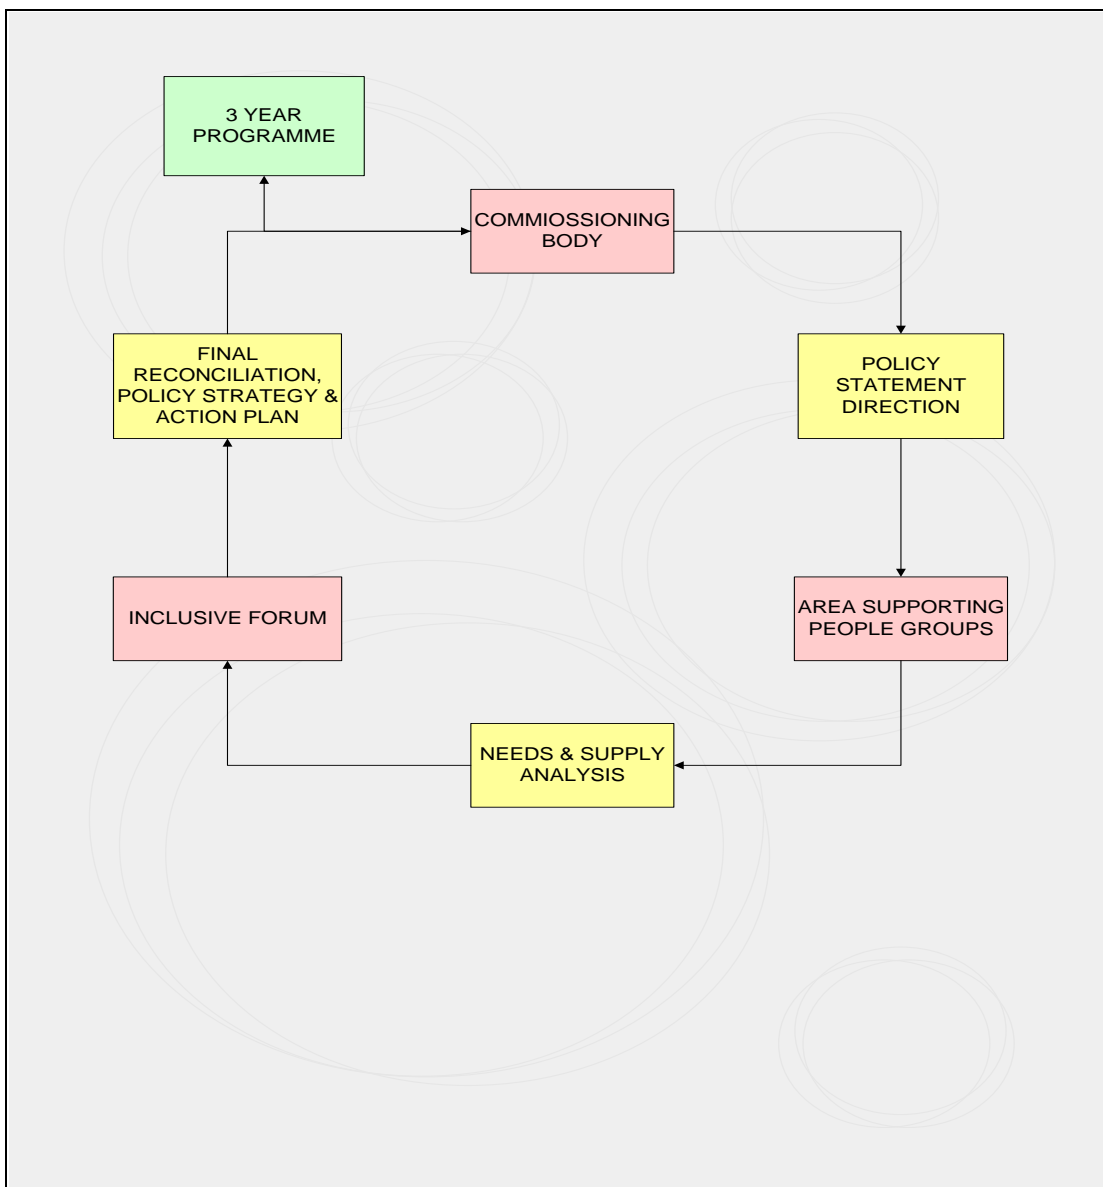 3 YEAR
PROGRAMME
COMMIOSSIONING
BODY
FINAL
RECONCILIATION,
POLICY STRATEGY &
ACTION PLAN
POLICY
STATEMENT
DIRECTION
INCLUSIVE FORUM
AREA SUPPORTING
PEOPLE GROUPS
NEEDS & SUPPLY
ANALYSIS